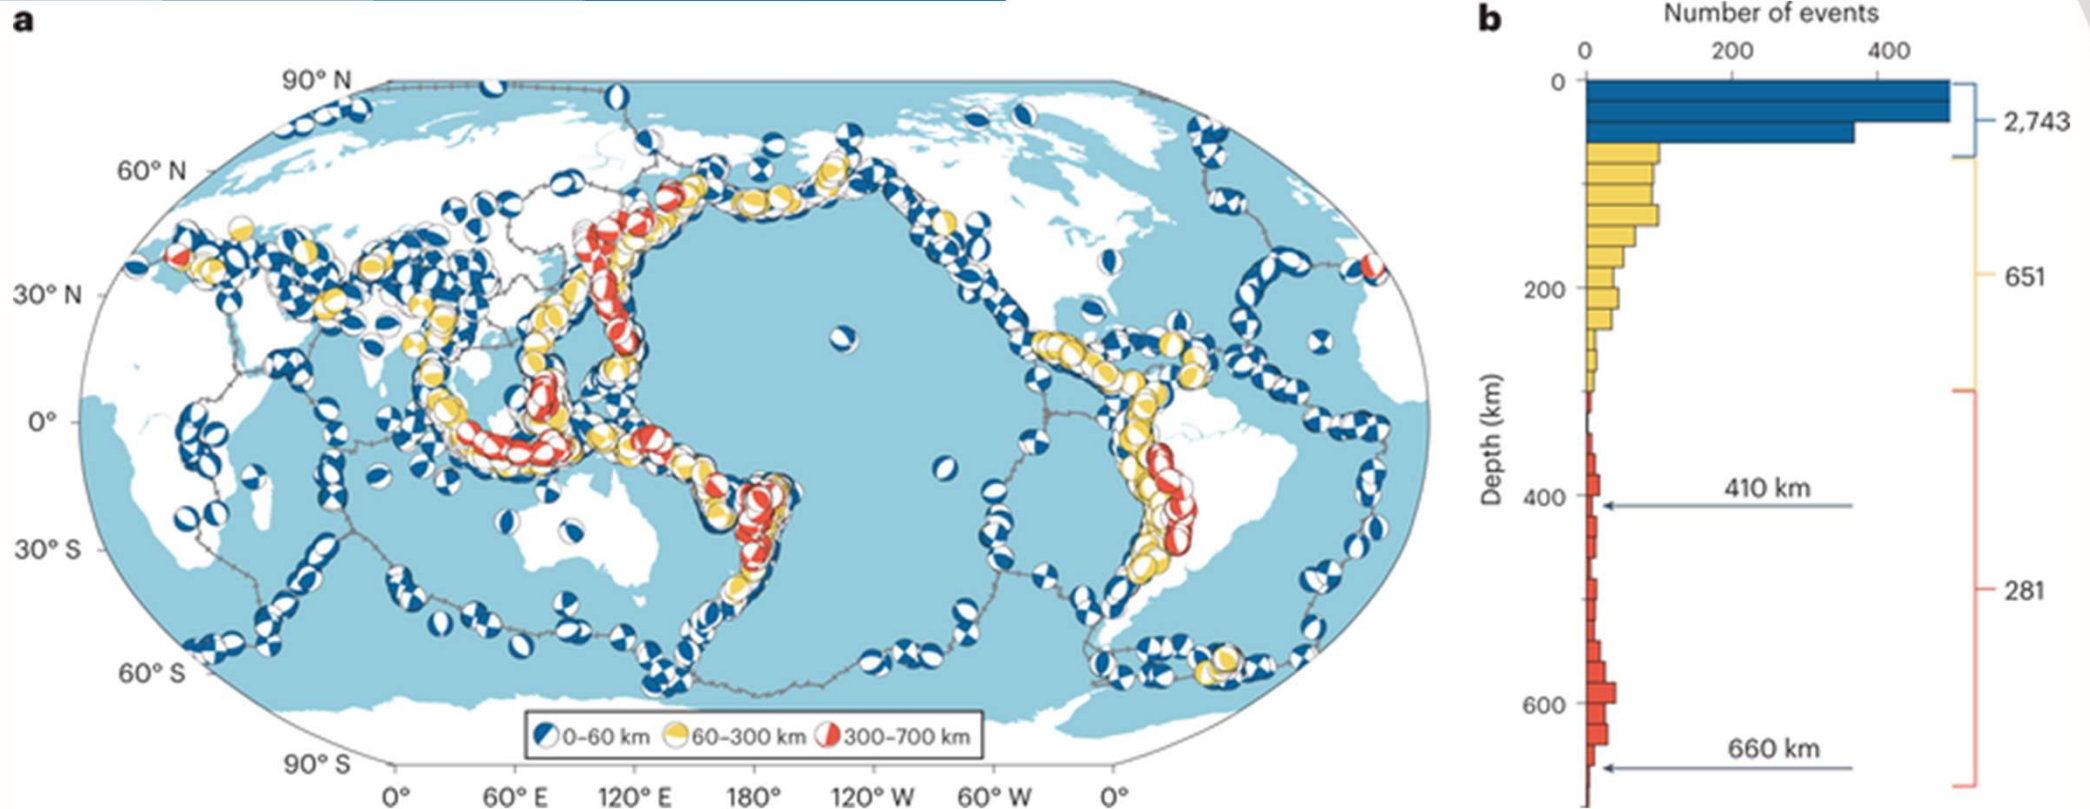 a
90° N
60° N
30° N
0°
30° S
60° S
90° S
0–60 km 60–300 km 300–700 km
0° 60° E 120° E 180° 120° W 60° W 0°
b
Number of events
0 200 400
Depth (km)
0
200
400
600
2,743
651
281
410 km
660 km